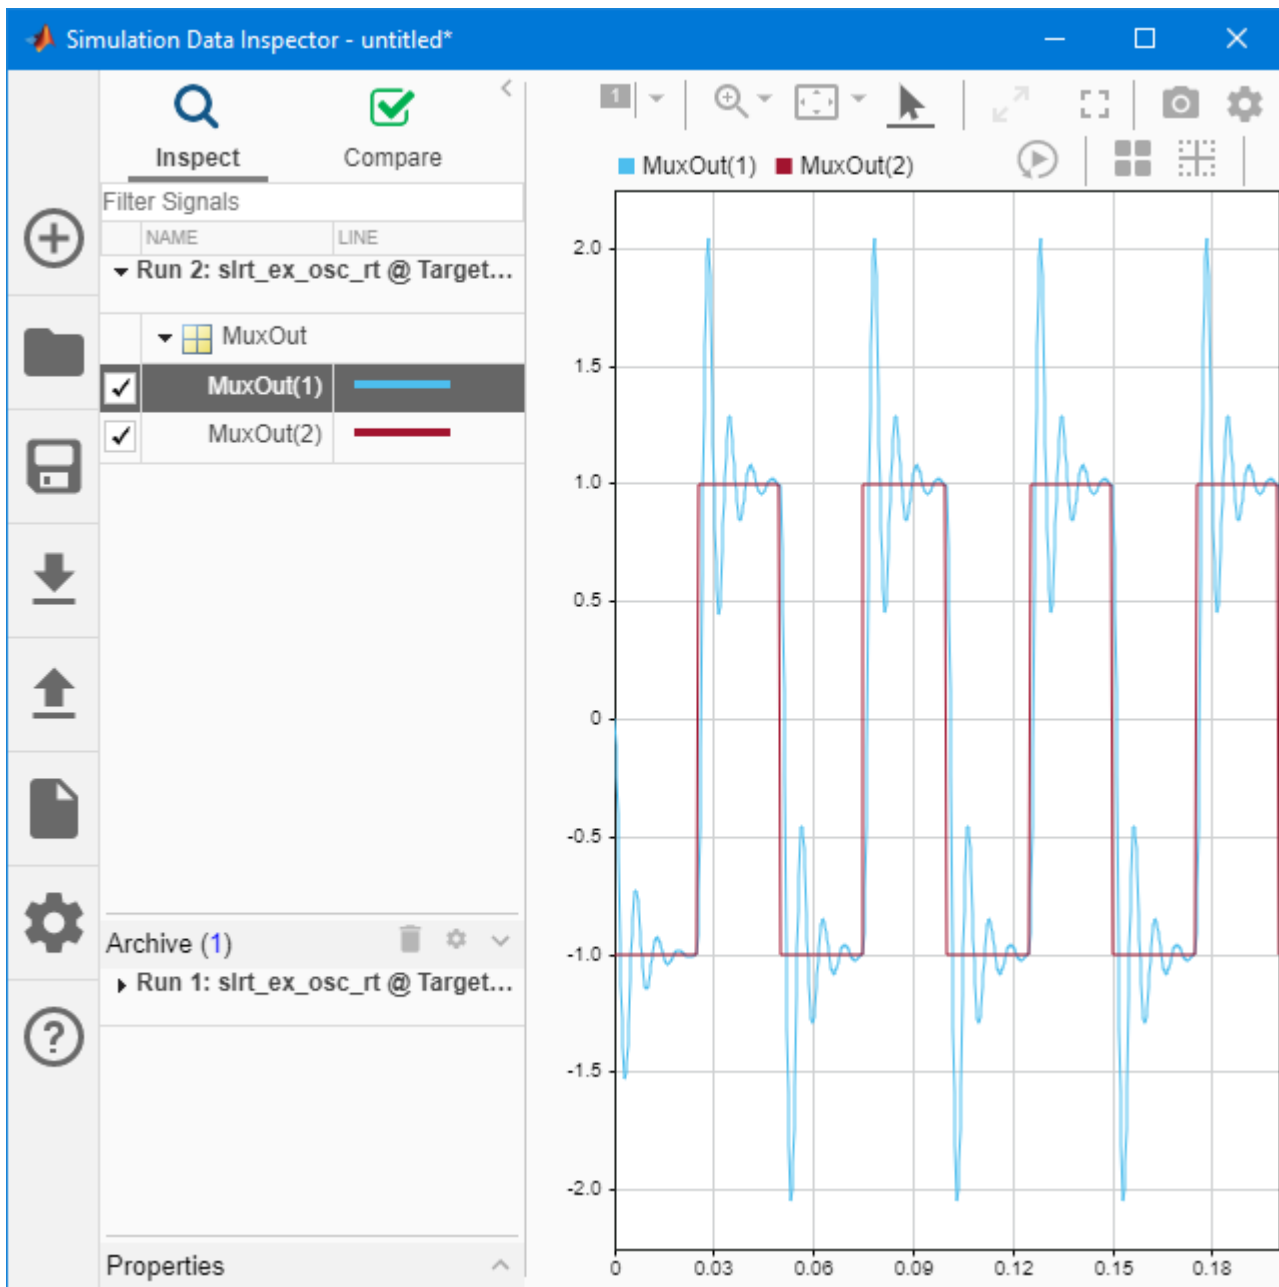 Simulation Data Inspector - untitled*
Inspect
Compare
1
MuxOut(1) MuxOut(2)
Filter Signals
NAME LINE
Run 2: slrt_ex_osc_rt @ Target...
MuxOut
MuxOut(1)
MuxOut(2)
Archive (1)
Run 1: slrt_ex_osc_rt @ Target...
Properties
2.0
1.5
1.0
0.5
0
-0.5
-1.0
-1.5
-2.0
0 0.03 0.06 0.09 0.12 0.15 0.18